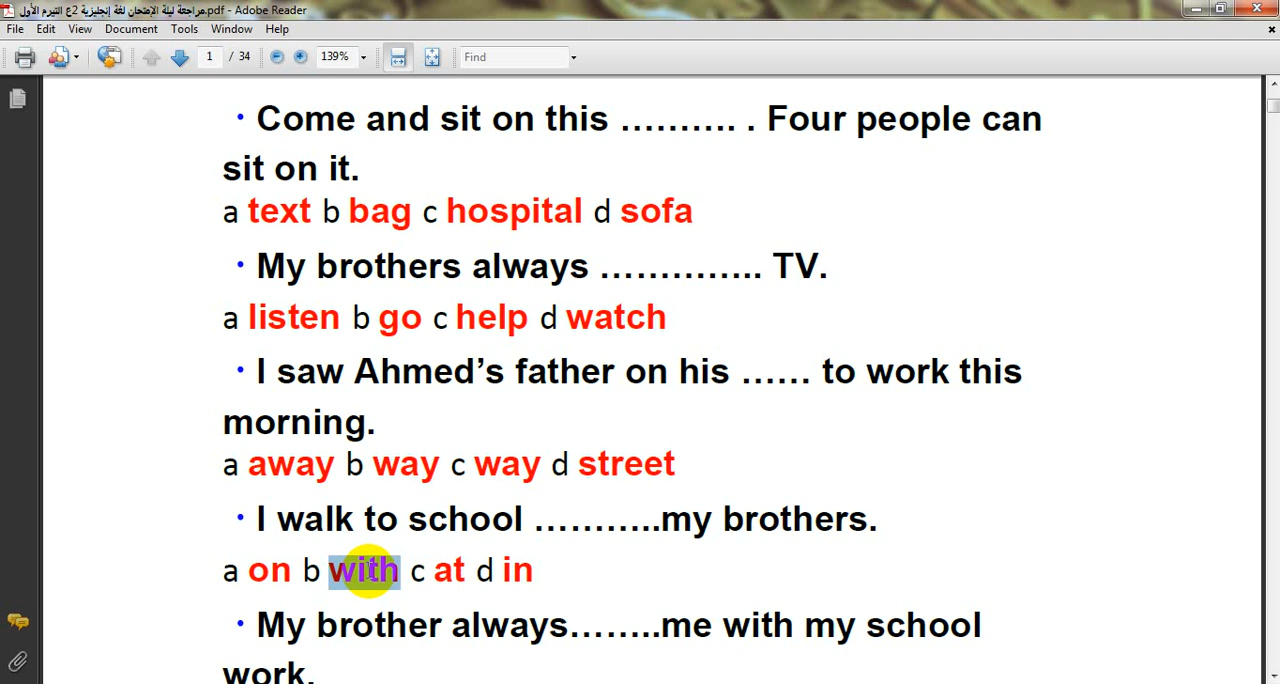 مراجعتة ليلة الإمتحان لغة إنجليزية 2ع التيرم الأول.pdf - Adobe Reader
File Edit View Document Tools Window Help
1 / 34 139% Find
• Come and sit on this ………. . Four people can
sit on it.
a text b bag c hospital d sofa
• My brothers always ………….. TV.
a listen b go c help d watch
• I saw Ahmed’s father on his …… to work this
morning.
a away b way c way d street
• I walk to school ………..my brothers.
a on b with c at d in
• My brother always……..me with my school
work.